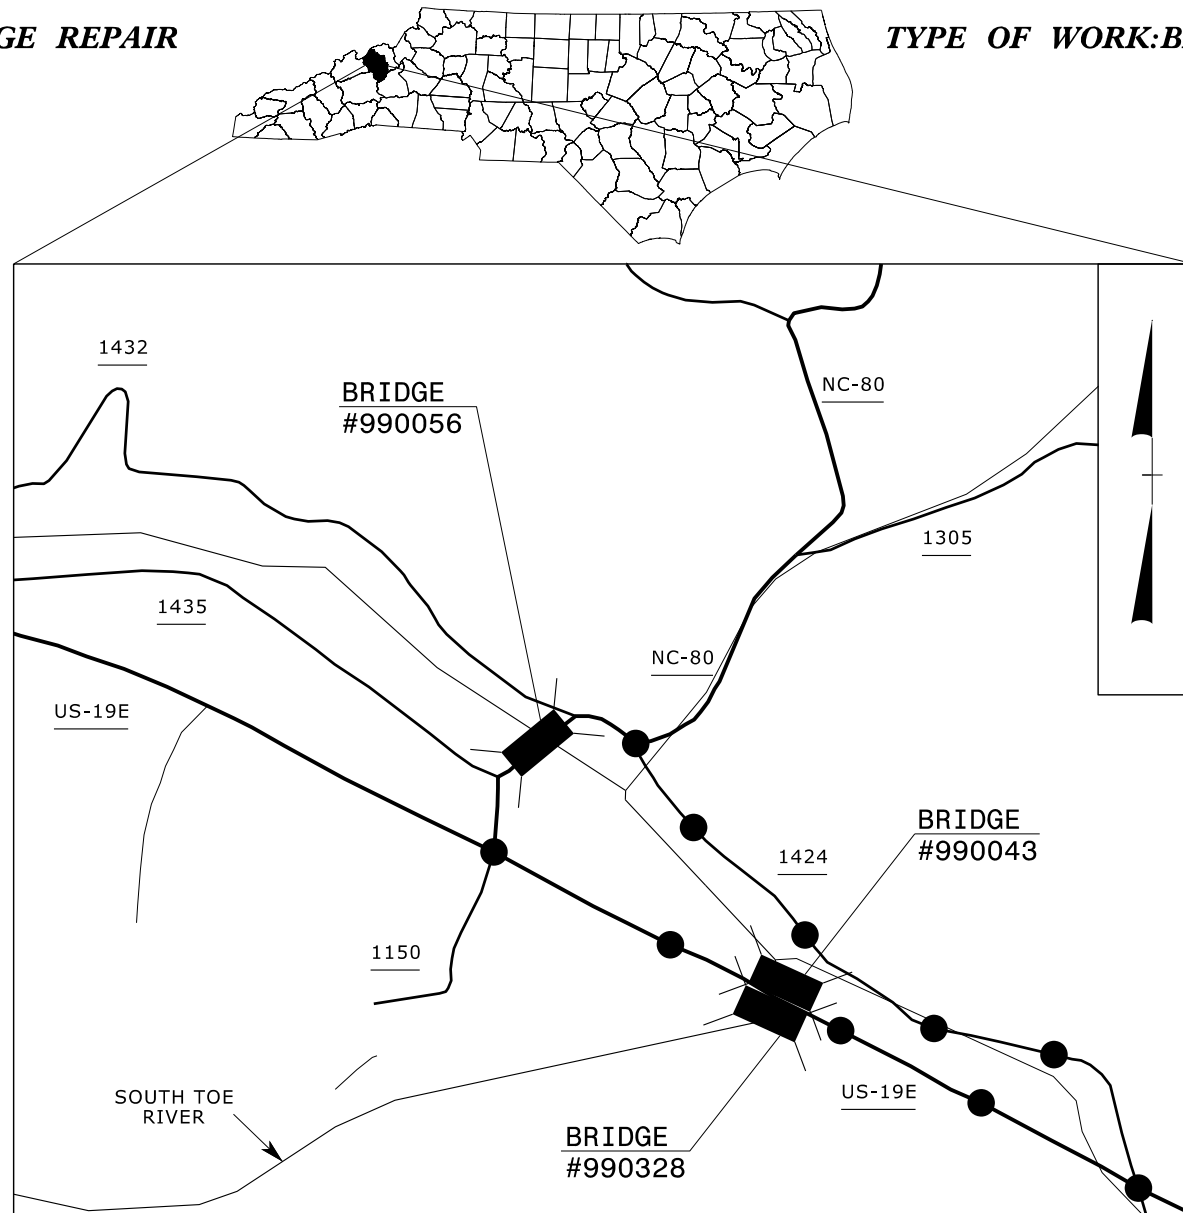 GE REPAIR
TYPE OF WORK:B
1432
BRIDGE
#990056
NC-80
1305
1435
NC-80
US-19E
BRIDGE
#990043
1424
1150
SOUTH TOE
RIVER
US-19E
BRIDGE
#990328